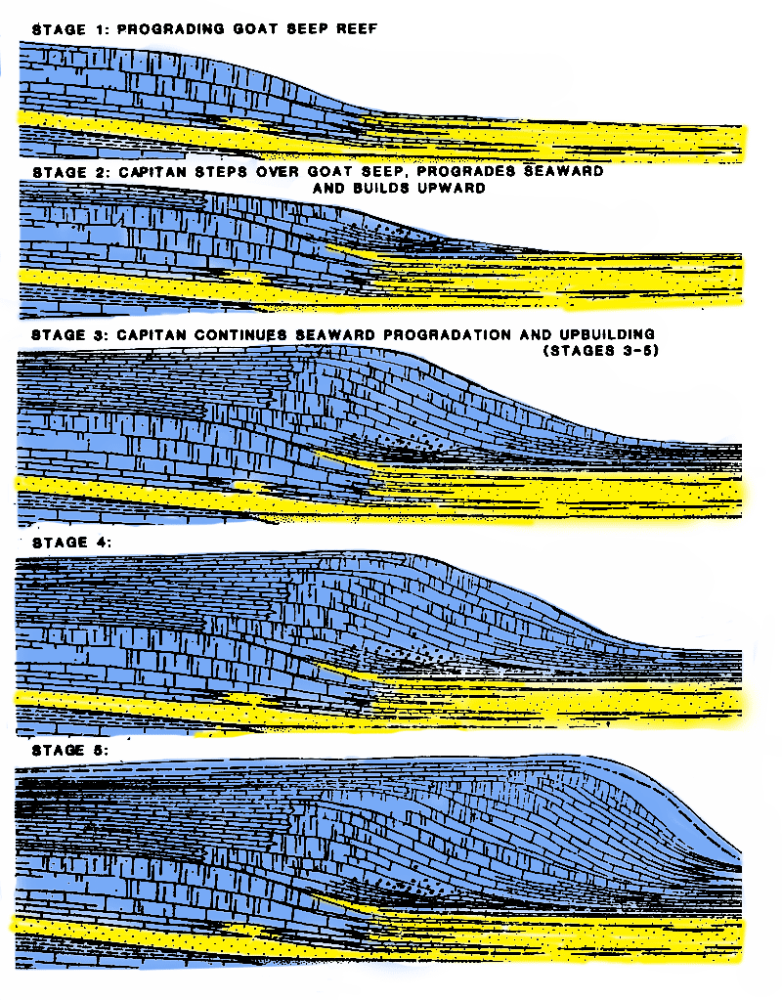 STAGE 1: PROGRADING GOAT SEEP REEF
STAGE 2: CAPITAN STEPS OVER GOAT SEEP, PROGRADES SEAWARD
AND BUILDS UPWARD
STAGE 3: CAPITAN CONTINUES SEAWARD PROGRADATION AND UPBUILDING
(STAGES 3-5)
STAGE 4:
STAGE 5: